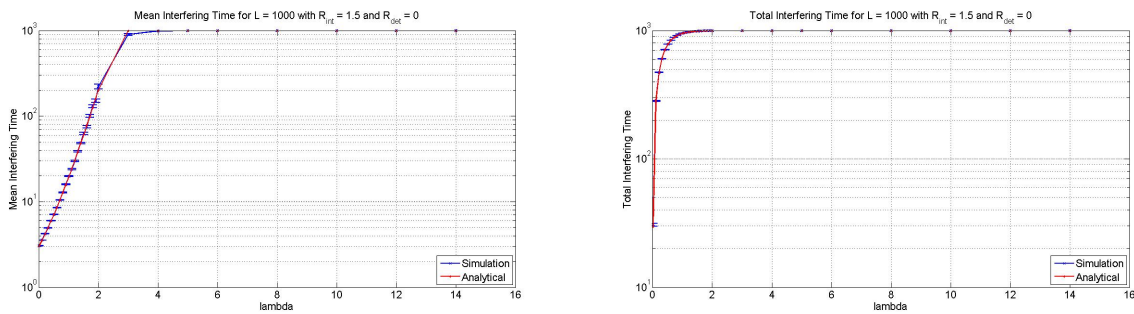 Mean Interfering Time for L = 1000 with R_int = 1.5 and R_det = 0
10^3
10^2
10^1
10^0
Mean Interfering Time
0 2 4 6 8 10 12 14 16
lambda
Simulation
Analytical
Total Interfering Time for L = 1000 with R_int = 1.5 and R_det = 0
10^3
10^2
10^1
Total Interfering Time
0 2 4 6 8 10 12 14 16
lambda
Simulation
Analytical